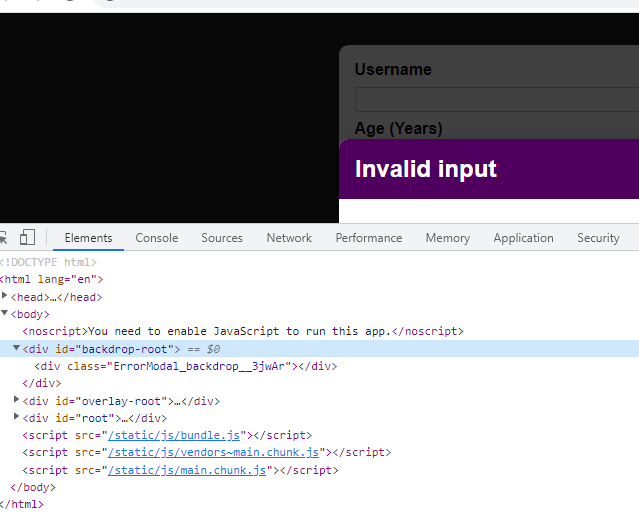 Username
Age (Years)
Invalid input
Elements Console Sources Network Performance Memory Application Security
<!DOCTYPE html>
<html lang="en">
<head>…</head>
<body>
<noscript>You need to enable JavaScript to run this app.</noscript>
<div id="backdrop-root"> == $0
<div class="ErrorModal_backdrop__3jwAr"></div>
</div>
<div id="overlay-root">…</div>
<div id="root">…</div>
<script src="/static/js/bundle.js"></script>
<script src="/static/js/vendors~main.chunk.js"></script>
<script src="/static/js/main.chunk.js"></script>
</body>
</html>